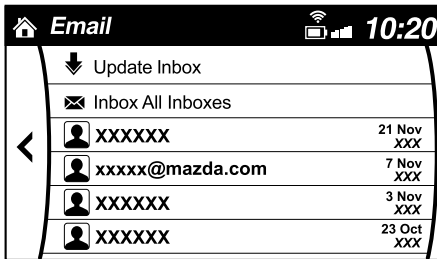 Email 10:20
Update Inbox
Inbox All Inboxes
XXXXXX 21 Nov
XXX
xxxxx@mazda.com 7 Nov
XXX
XXXXXX 3 Nov
XXX
XXXXXX 23 Oct
XXX